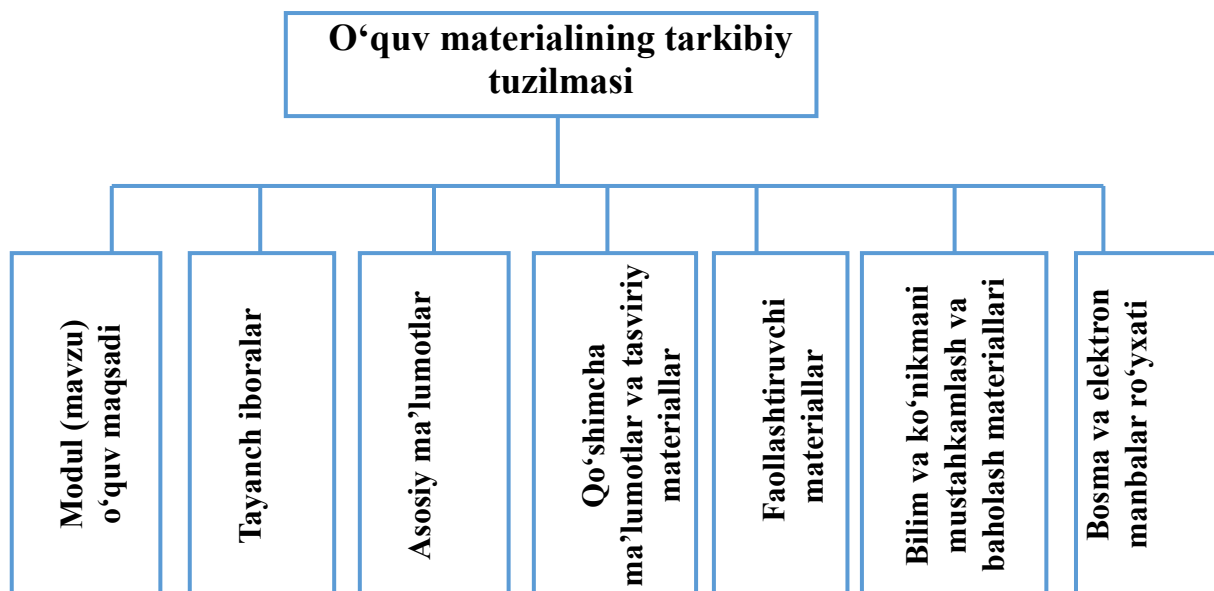 O‘quv materialining tarkibiy
tuzilmasi
Modul (mavzu)
o‘quv maqsadi
Tayanch iboralar
Asosiy ma’lumotlar
Qo‘shimcha
ma’lumotlar va tasviriy
materiallar
Faollashtiruvchi
materiallar
Bilim va ko‘nikmani
mustahkamlash va
baholash materiallari
Bosma va elektron
manbalar ro‘yxati